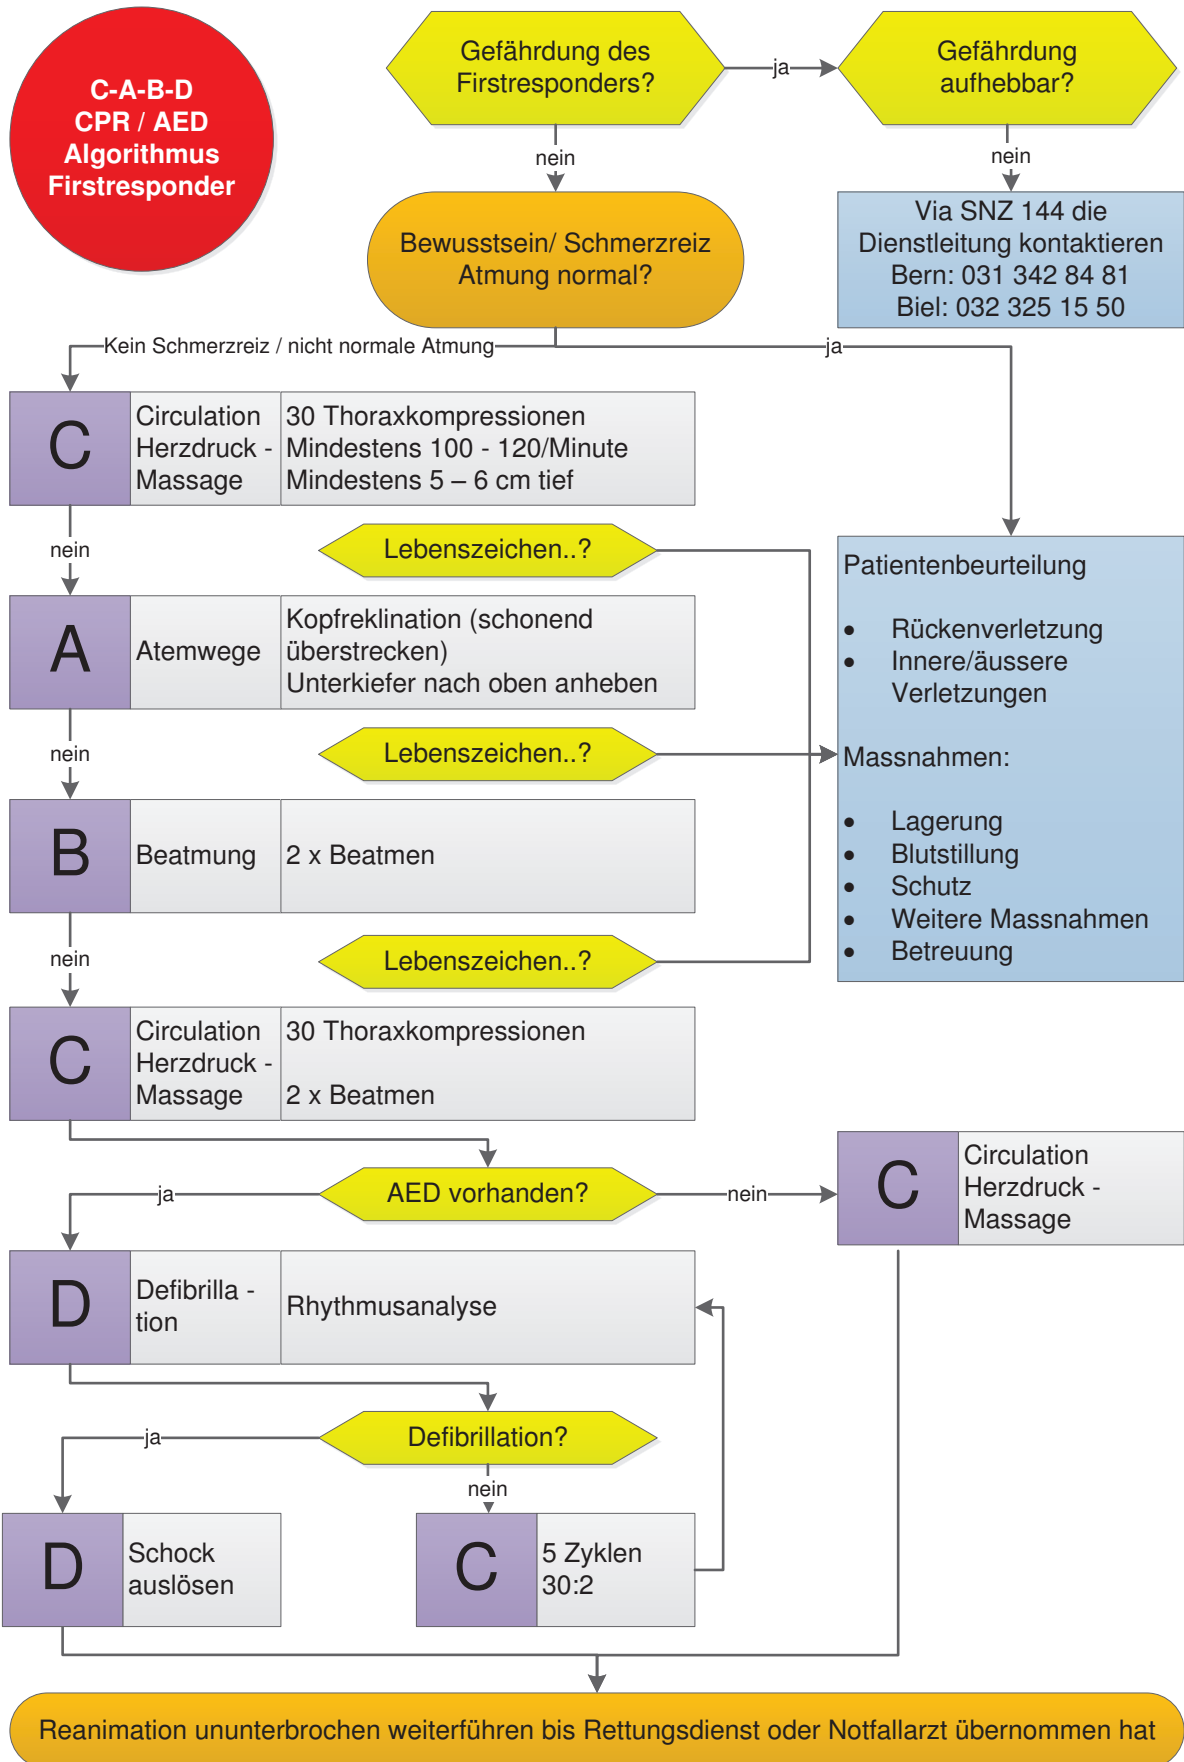 C-A-B-D
CPR / AED
Algorithmus
Firstresponder
Gefährdung des
Firstresponders?
ja
Gefährdung
aufhebbar?
nein
nein
Bewusstsein/ Schmerzreiz
Atmung normal?
Via SNZ 144 die
Dienstleitung kontaktieren
Bern: 031 342 84 81
Biel: 032 325 15 50
Kein Schmerzreiz / nicht normale Atmung
ja
C
Circulation
Herzdruck -
Massage
30 Thoraxkompressionen
Mindestens 100 - 120/Minute
Mindestens 5 – 6 cm tief
nein
Lebenszeichen..?
A
Atemwege
Kopfreklination (schonend
überstrecken)
Unterkiefer nach oben anheben
nein
Lebenszeichen..?
B
Beatmung
2 x Beatmen
nein
Lebenszeichen..?
Patientenbeurteilung
• Rückenverletzung
• Innere/äussere
Verletzungen
Massnahmen:
• Lagerung
• Blutstillung
• Schutz
• Weitere Massnahmen
• Betreuung
C
Circulation
Herzdruck -
Massage
30 Thoraxkompressionen
2 x Beatmen
AED vorhanden?
ja
nein
C
Circulation
Herzdruck -
Massage
D
Defibrilla -
tion
Rhythmusanalyse
Defibrillation?
ja
nein
D
Schock
auslösen
C
5 Zyklen
30:2
Reanimation ununterbrochen weiterführen bis Rettungsdienst oder Notfallarzt übernommen hat